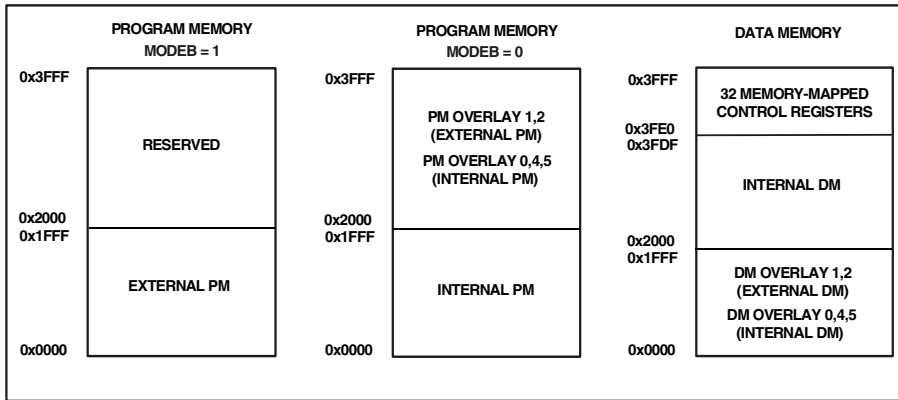 PROGRAM MEMORY
MODEB = 1
0x3FFF
RESERVED
0x2000
0x1FFF
EXTERNAL PM
0x0000
PROGRAM MEMORY
MODEB = 0
0x3FFF
PM OVERLAY 1,2
(EXTERNAL PM)
PM OVERLAY 0,4,5
(INTERNAL PM)
0x2000
0x1FFF
INTERNAL PM
0x0000
DATA MEMORY
0x3FFF
32 MEMORY-MAPPED
CONTROL REGISTERS
0x3FE0
0x3FDF
INTERNAL DM
0x2000
0x1FFF
DM OVERLAY 1,2
(EXTERNAL DM)
DM OVERLAY 0,4,5
(INTERNAL DM)
0x0000